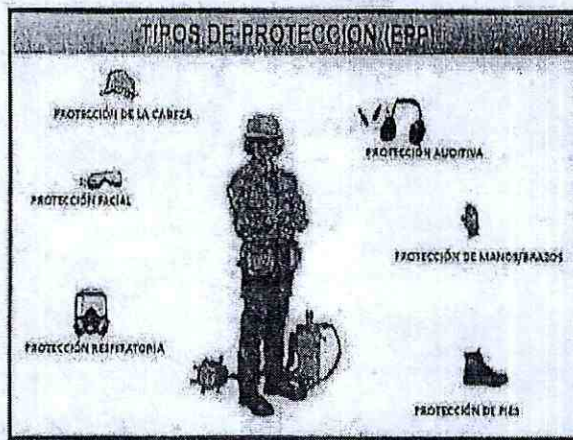 TIPOS DE PROTECCION (EPP)
PROTECCIÓN DE LA CABEZA
PROTECCIÓN AUDITIVA
PROTECCIÓN FACIAL
PROTECCIÓN DE MANOS/BRAZOS
PROTECCIÓN RESPIRATORIA
PROTECCIÓN DE PIES